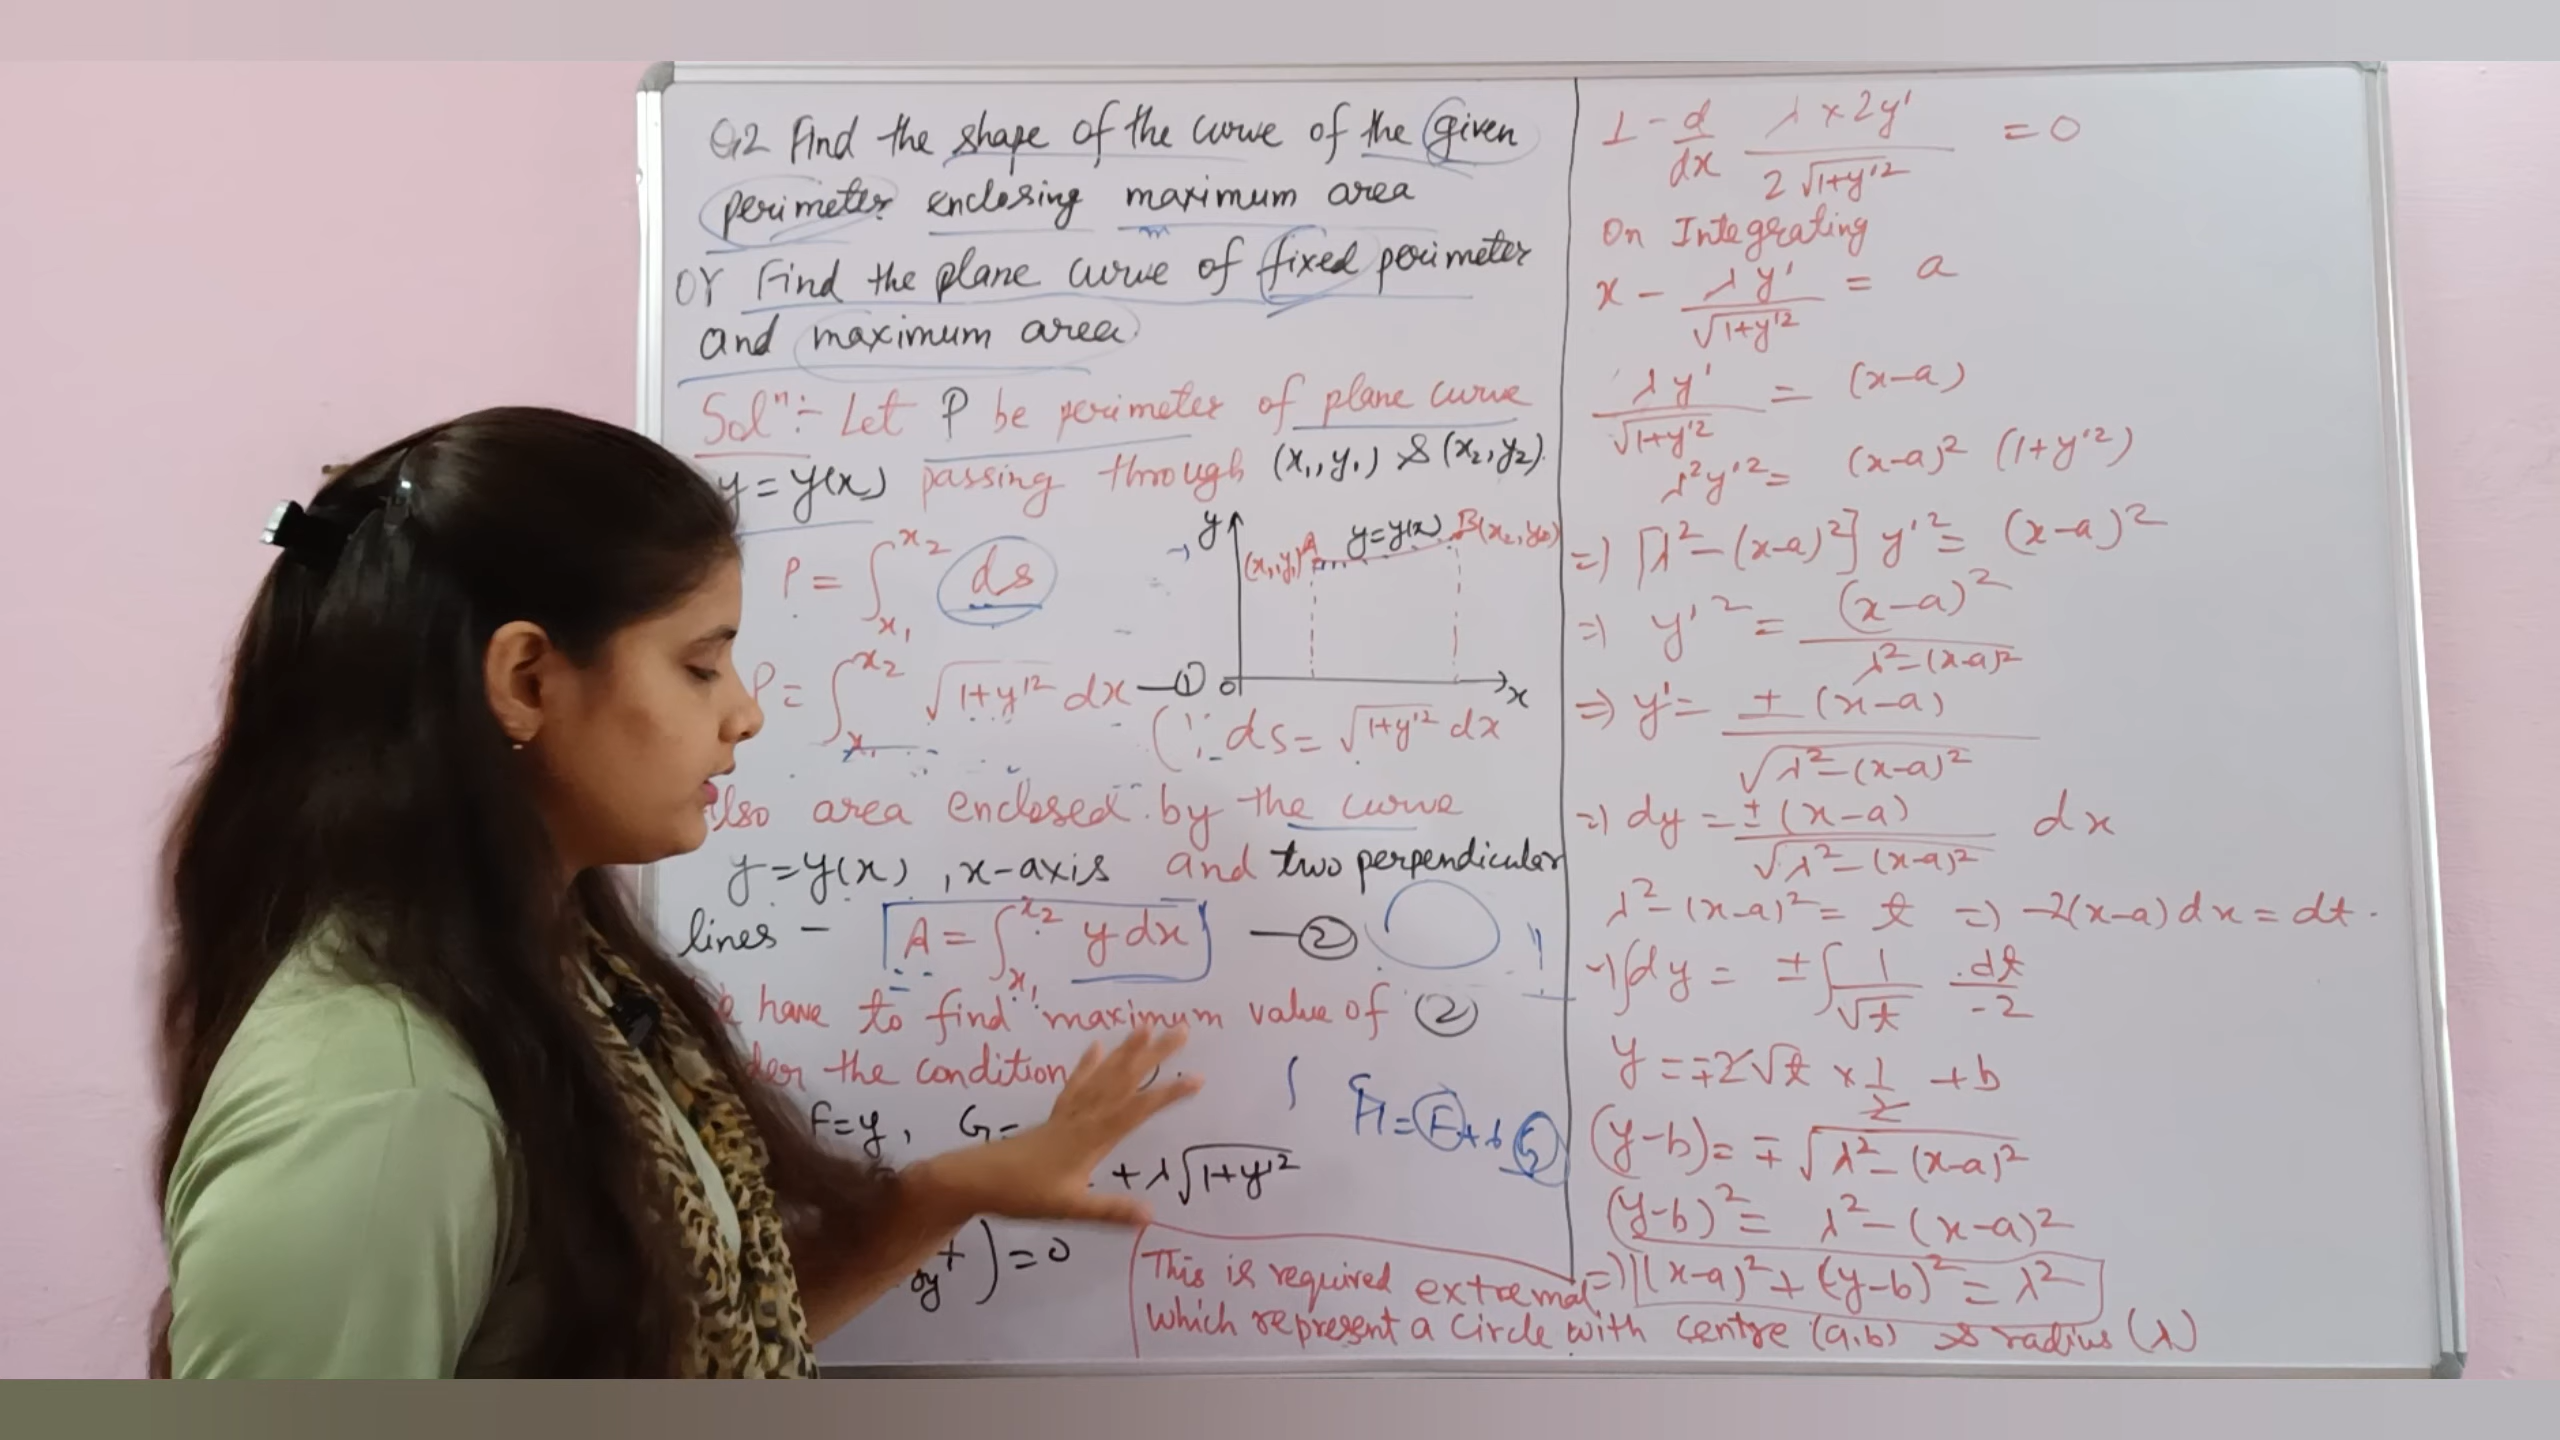 Q2 Find the shape of the curve of the given
perimeter enclosing maximum area
Or Find the plane curve of fixed perimeter
and maximum area.
Solⁿ:- Let P be perimeter of plane curve
y = y(x) passing through (x₁, y₁) & (x₂, y₂).
P = ∫_{x₁}^{x₂} ds
y
(x₁, y₁) A
y = y(x)
B(x₂, y₂)
0
x
P = ∫_{x₁}^{x₂} √(1+y'²) dx —①
(∵ ds = √(1+y'²) dx
also area enclosed by the curve
y = y(x), x-axis and two perpendicular
lines - A = ∫_{x₁}^{x₂} y dx —②
have to find maximum value of ②
the condition
F = y, G =
H = F + λ G
+ λ√(1+y'²)
) = 0
1 - d/dx (λ × 2y')/(2√(1+y'²)) = 0
On Integrating
x - λy'/√(1+y'²) = a
λy'/√(1+y'²) = (x-a)
λ²y'² = (x-a)² (1+y'²)
=> [λ² - (x-a)²] y'² = (x-a)²
=> y'² = (x-a)²/(λ² - (x-a)²)
=> y' = ± (x-a)/√(λ² - (x-a)²)
=> dy = ± (x-a)/√(λ² - (x-a)²) dx
λ² - (x-a)² = t => -2(x-a) dx = dt.
∫dy = ± ∫ 1/√t dt/-2
y = ∓ 2√t × 1/2 + b
(y-b) = ∓ √(λ² - (x-a)²)
(y-b)² = λ² - (x-a)²
=> (x-a)² + (y-b)² = λ²
This is required extremal
which represent a circle with centre (a, b) & radius (λ)